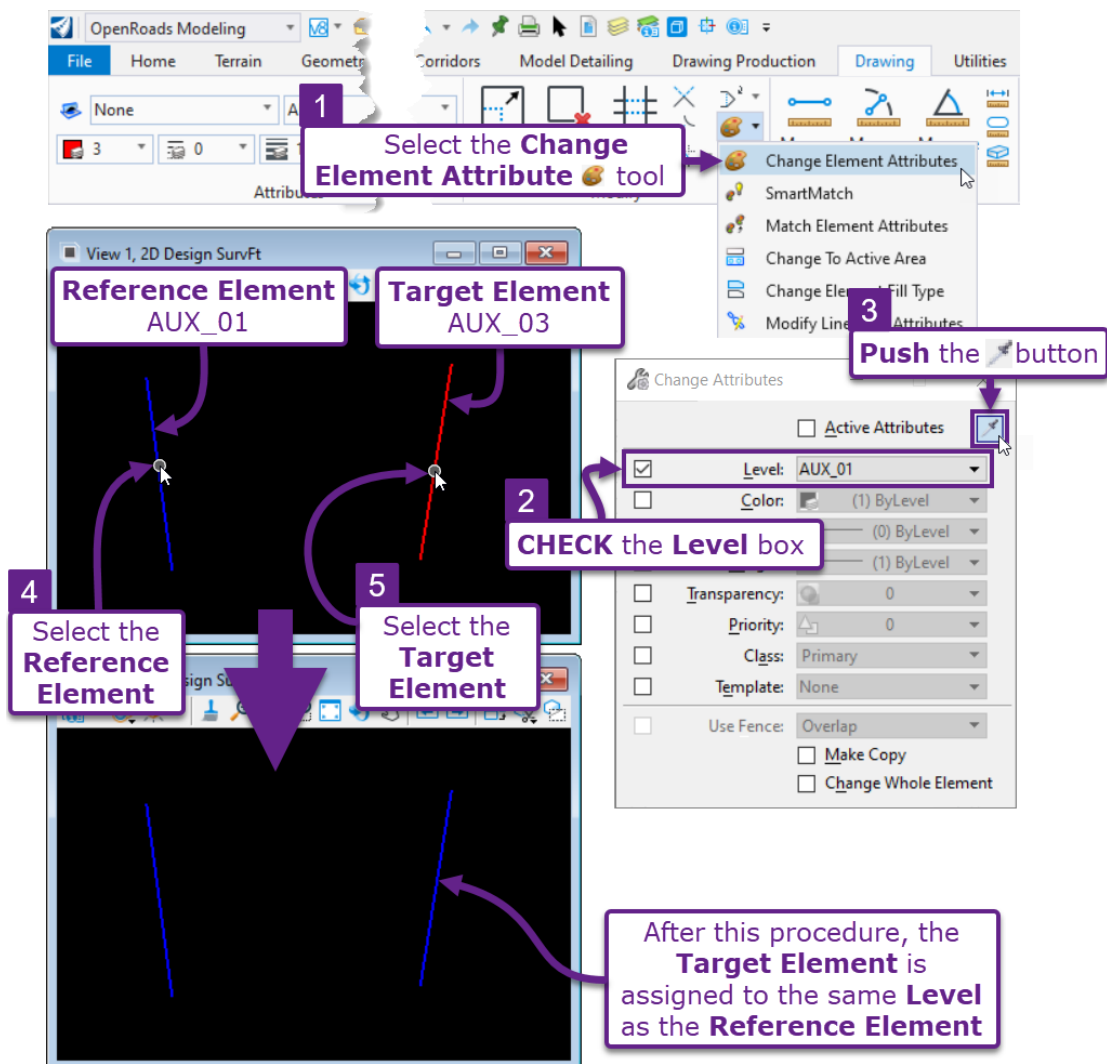 OpenRoads Modeling
File Home Terrain Geometr Corridors Model Detailing Drawing Production Drawing Utilities
None
3 0
1
Select the Change
Element Attribute tool
Change Element Attributes
SmartMatch
Match Element Attributes
Change To Active Area
Change Fill Type
Modify Attributes
View 1, 2D Design SurvFt
Reference Element
AUX_01
Target Element
AUX_03
3
Push the button
Change Attributes
Active Attributes
Level: AUX_01
Color: (1) ByLevel
(0) ByLevel
(1) ByLevel
Transparency: 0
Priority: 0
Class: Primary
Template: None
Use Fence: Overlap
Make Copy
Change Whole Element
2
CHECK the Level box
4
Select the
Reference
Element
5
Select the
Target
Element
After this procedure, the
Target Element is
assigned to the same Level
as the Reference Element